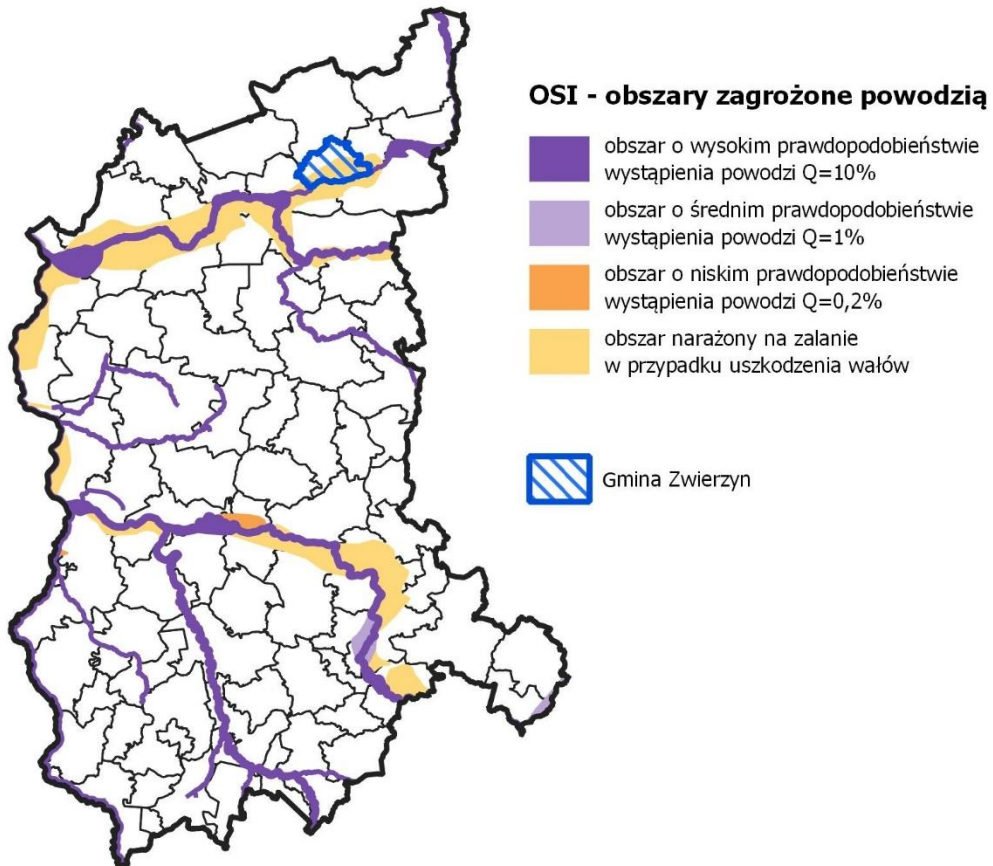 OSI - obszary zagrożone powodzią
obszar o wysokim prawdopodobieństwie
wystąpienia powodzi Q=10%
obszar o średnim prawdopodobieństwie
wystąpienia powodzi Q=1%
obszar o niskim prawdopodobieństwie
wystąpienia powodzi Q=0,2%
obszar narażony na zalanie
w przypadku uszkodzenia wałów
Gmina Zwierzyn